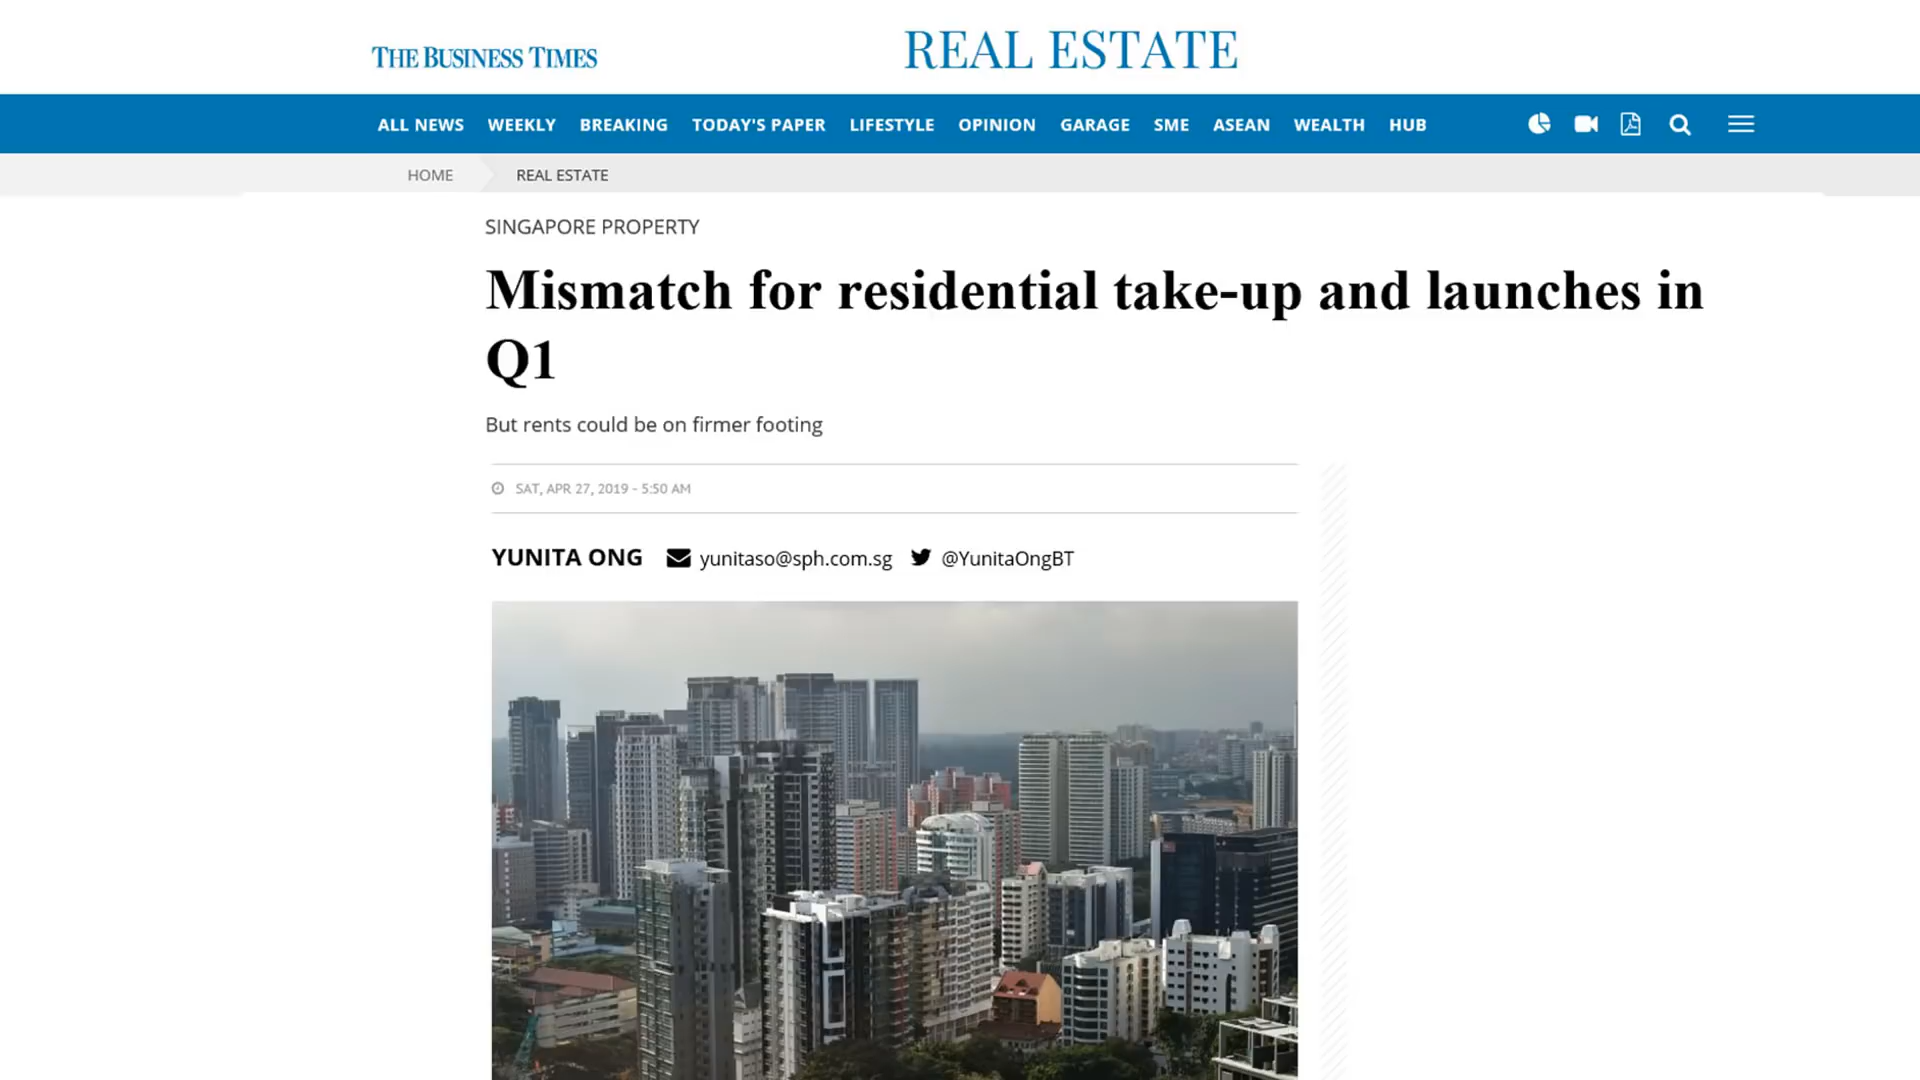 THE BUSINESS TIMES
REAL ESTATE
ALL NEWS WEEKLY BREAKING TODAY'S PAPER LIFESTYLE OPINION GARAGE SME ASEAN WEALTH HUB
HOME REAL ESTATE
SINGAPORE PROPERTY
Mismatch for residential take-up and launches in
Q1
But rents could be on firmer footing
SAT, APR 27, 2019 - 5:50 AM
YUNITA ONG yunitaso@sph.com.sg @YunitaOngBT